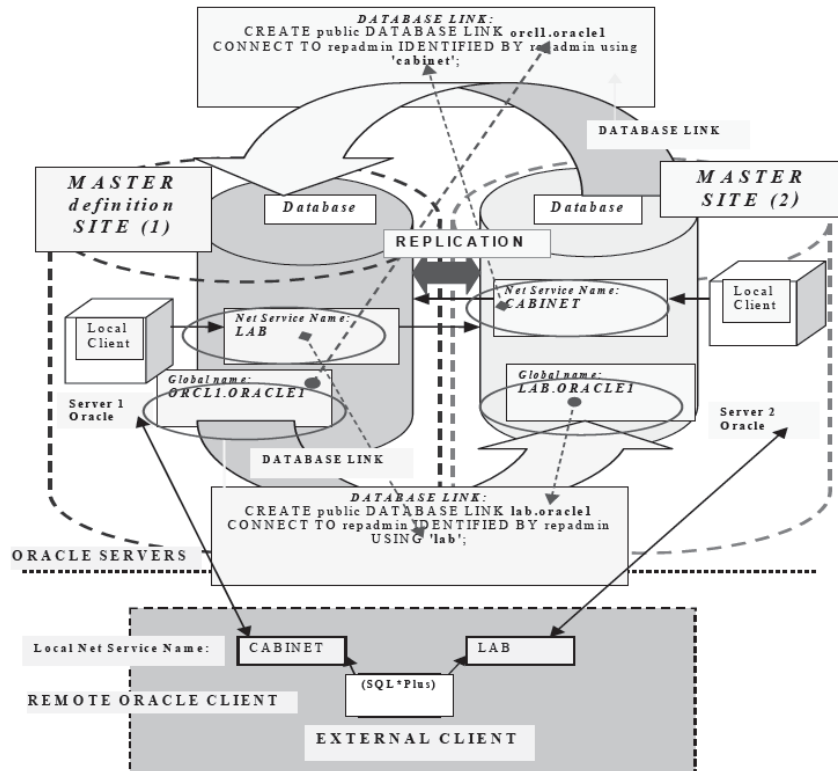 DATABASE LINK:
CREATE public DATABASE LINK orcl1.oracle1
CONNECT TO repadmin IDENTIFIED BY repadmin using
'cabinet';
DATABASE LINK
MASTER
definition
SITE (1)
Database
Database
MASTER
SITE (2)
REPLICATION
Local
Client
Net Service Name:
LAB
Net Service Name:
CABINET
Local
Client
Global name:
ORCL1.ORACLE1
Global name:
LAB.ORACLE1
Server 1
Oracle
Server 2
Oracle
DATABASE LINK
DATABASE LINK:
CREATE public DATABASE LINK lab.oracle1
CONNECT TO repadmin IDENTIFIED BY repadmin
USING 'lab';
ORACLE SERVERS
Local Net Service Name:
CABINET
LAB
(SQL*Plus)
REMOTE ORACLE CLIENT
EXTERNAL CLIENT